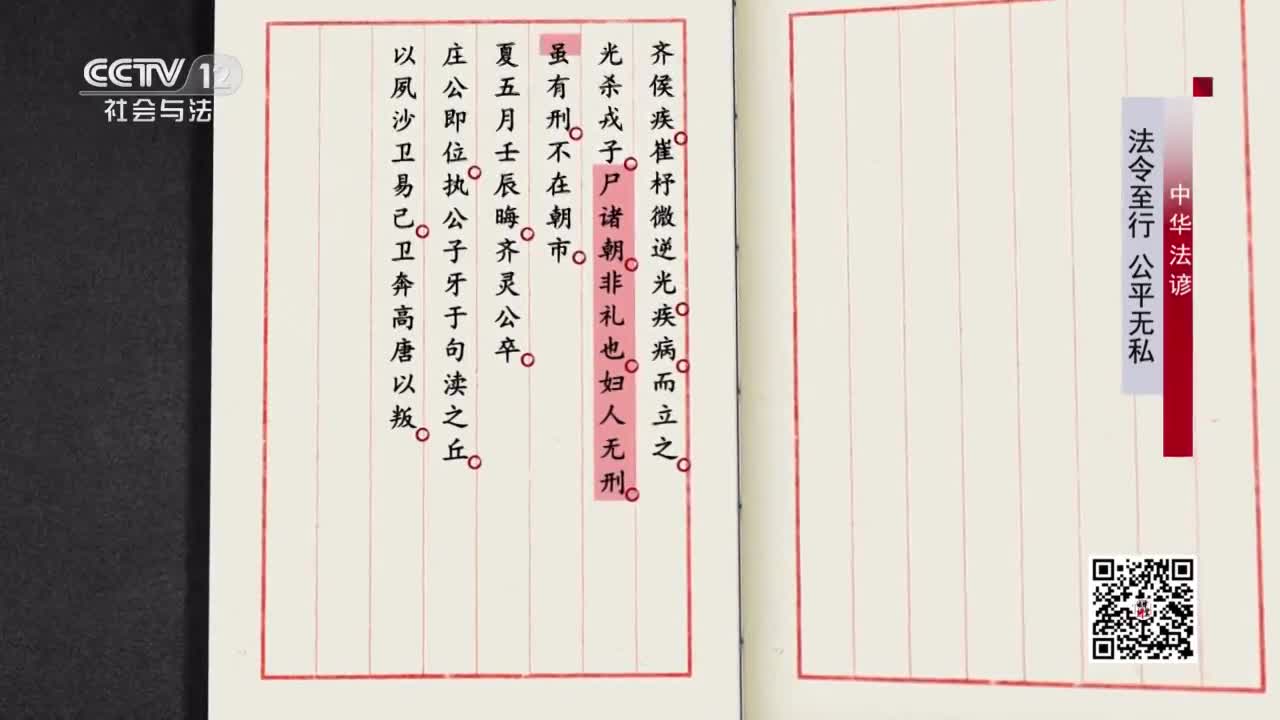 CCTV 12
社会与法
齐侯疾崔杼微逆光疾病而立之
光杀戎子尸诸朝非礼也妇人无刑
虽有刑不在朝市
夏五月壬辰晦齐灵公卒
庄公即位执公子牙于句渎之丘
以夙沙卫易己卫奔高唐以叛
中华法谚
法令至行 公平无私